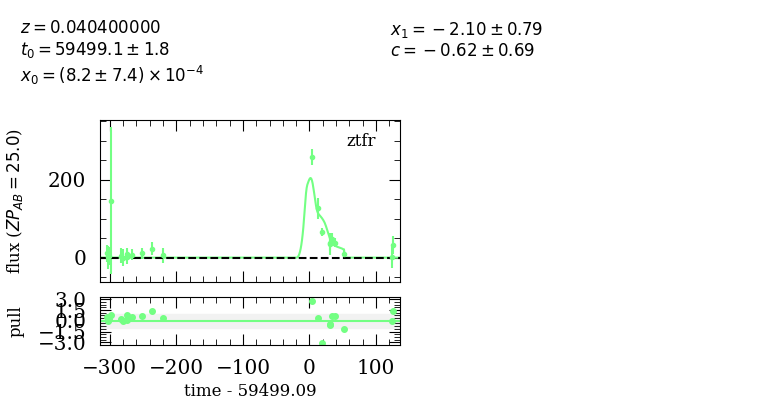 z = 0.040400000
t₀ = 59499.1 ± 1.8
x₀ = (8.2 ± 7.4) × 10⁻⁴
x₁ = −2.10 ± 0.79
c = −0.62 ± 0.69
ztfr
flux (ZP_AB = 25.0)
200
0
pull
3.0
1.5
0.0
−1.5
−3.0
−300 −200 −100 0 100
time - 59499.09